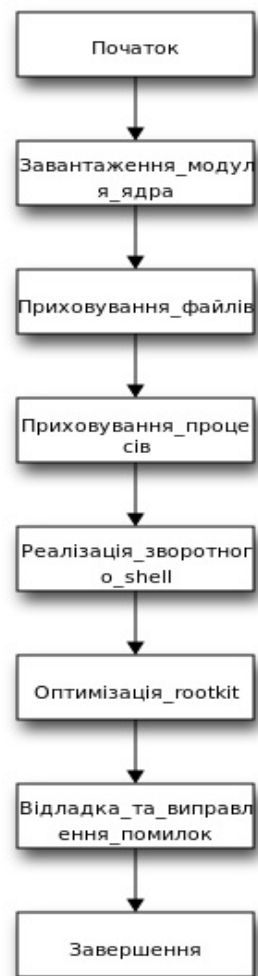 Початок
Завантаження_модул
я_ядра
Приховування_файлів
Приховування_проце
сів
Реалізація_зворотног
о_shell
Оптимізація_rootkit
Відладка_та_виправл
ення_помилок
Завершення